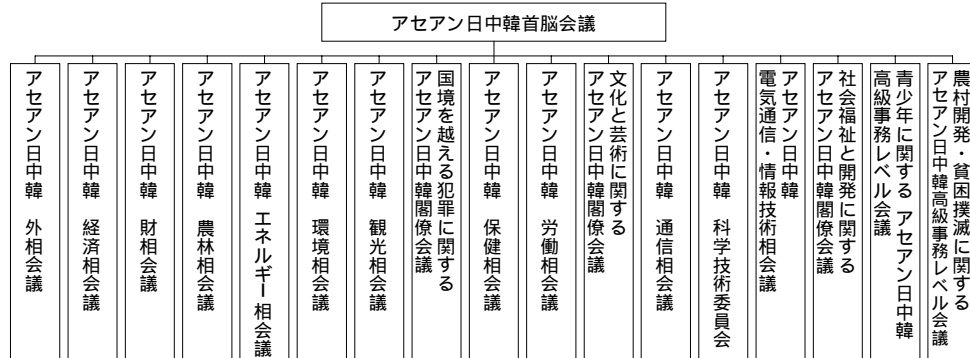 アセアン日中韓首脳会議
アセアン日中韓　外相会議
アセアン日中韓　経済相会議
アセアン日中韓　財相会議
アセアン日中韓　農林相会議
アセアン日中韓　エネルギー相会議
アセアン日中韓　環境相会議
アセアン日中韓　観光相会議
国境を越える犯罪に関する
アセアン日中韓閣僚会議
アセアン日中韓　保健相会議
アセアン日中韓　労働相会議
文化と芸術に関する
アセアン日中韓閣僚会議
アセアン日中韓　通信相会議
アセアン日中韓　科学技術委員会
アセアン日中韓
電気通信・情報技術相会議
社会福祉と開発に関する
アセアン日中韓閣僚会議
青少年に関する アセアン日中韓
高級事務レベル会議
農村開発・貧困撲滅に関する
アセアン日中韓高級事務レベル会議